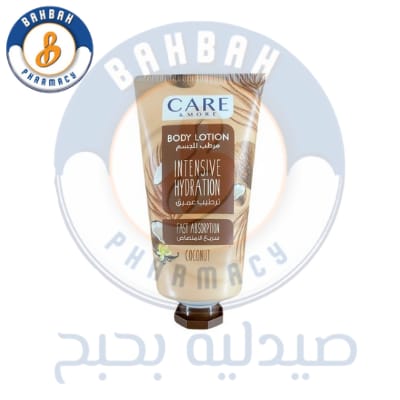 BAHBAH
PHARMACY
BAHBAH
CARE
& MORE
BODY LOTION
مرطب للجسم
INTENSIVE
HYDRATION
ترطيب عميق
FAST ABSORPTION
سريع الامتصاص
COCONUT
PHARMACY
صيدليه بحبح